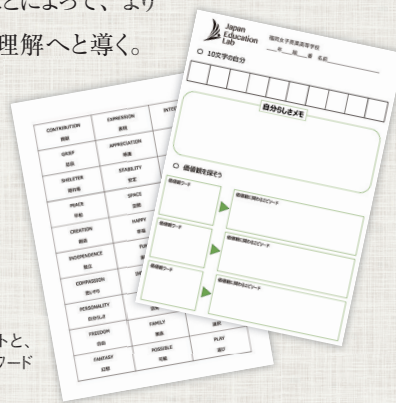 とによって、より
理解へと導く。
Japan
Education
Lab
福岡女子商業高等学校
年 組 番 名前
10文字の自分
自分らしさメモ
価値観を探そう
価値観ワード
価値観に関わるエピソード
価値観ワード
価値観に関わるエピソード
価値観ワード
価値観に関わるエピソード
CONTRIBUTION
貢献
EXPRESSION
表現
GRIEF
悲嘆
APPRECIATION
感謝
SHELETER
STABILITY
安定
PEACE
平和
SPACE
空間
CREATION
創造
HAPPY
幸福
INDEPENDENCE
独立
COMPASSION
思いやり
PERSONALITY
自分らしさ
FREEDOM
自由
FAMILY
家族
FANTASY
幻想
POSSIBLE
可能
PLAY
遊び
トと、
ワード